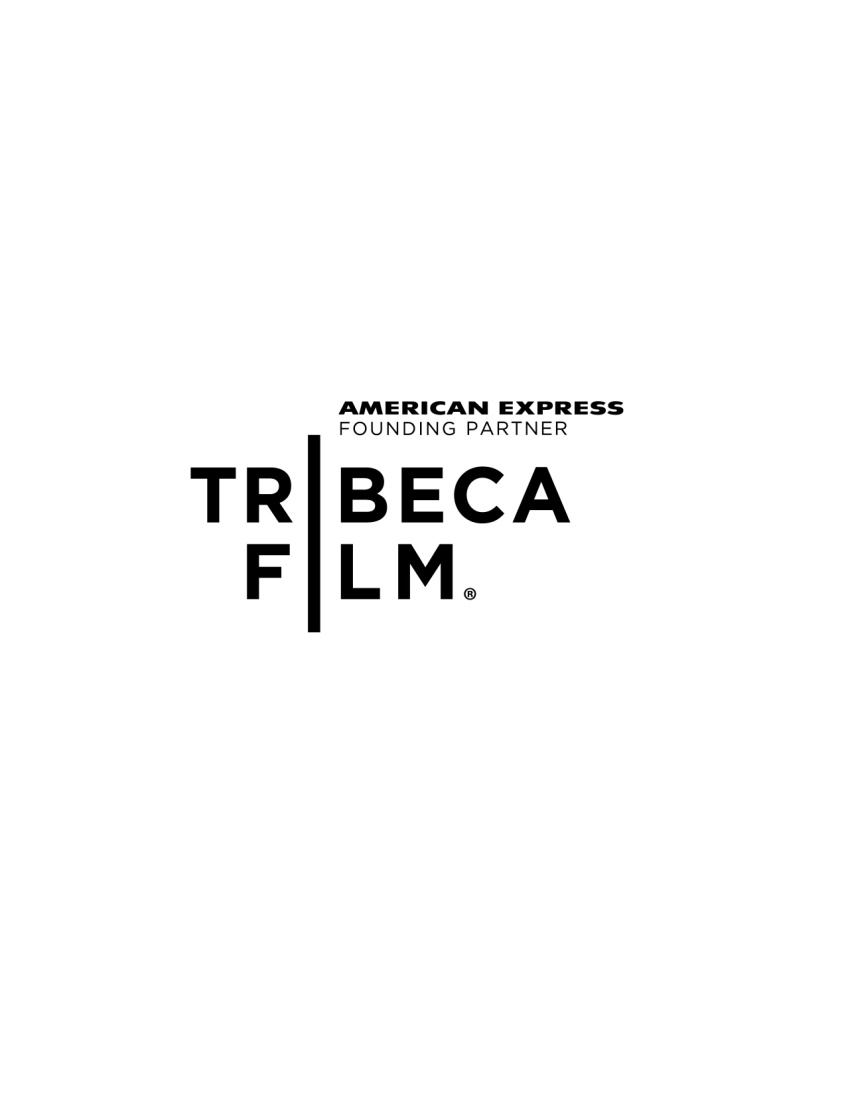 AMERICAN EXPRESS
FOUNDING PARTNER
TRIBECA
FILM®